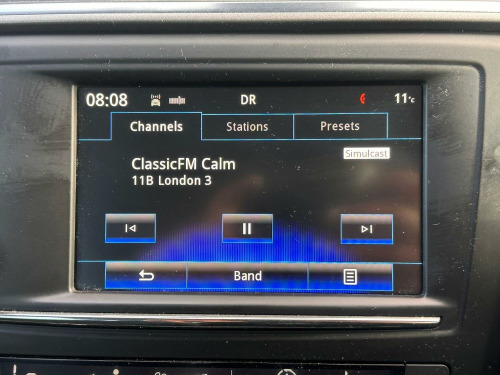 08:08 DR 11°c
Channels Stations Presets
Simulcast
ClassicFM Calm
11B London 3
Band